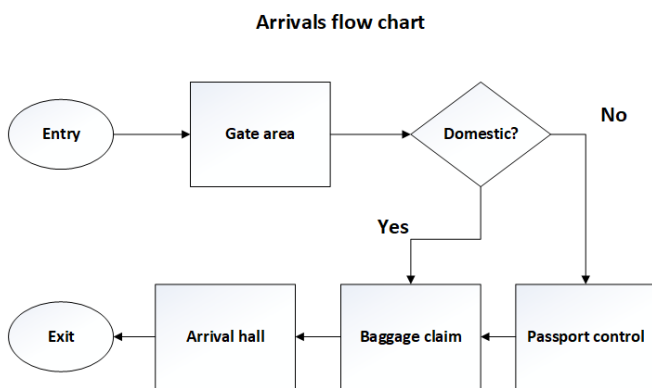 Arrivals flow chart
Entry
Gate area
Domestic?
No
Yes
Exit
Arrival hall
Baggage claim
Passport control